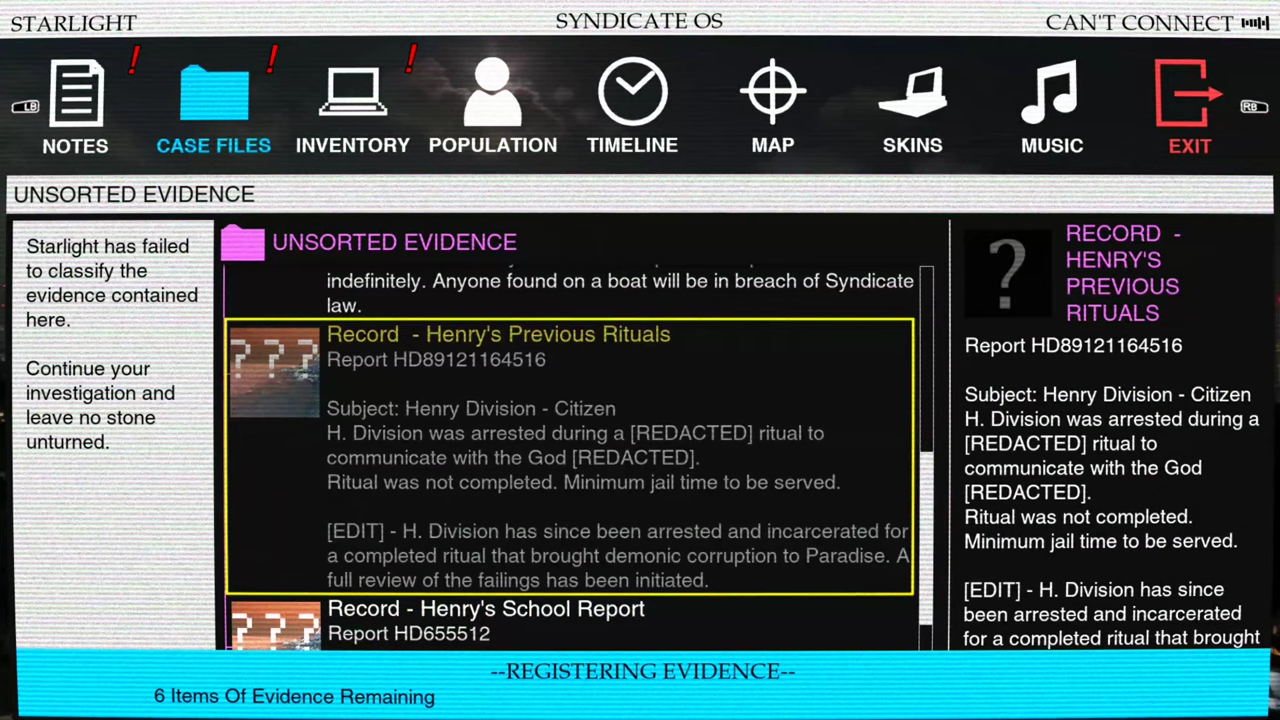 STARLIGHT
SYNDICATE OS
CAN'T CONNECT
LB
!
!
!
RB
NOTES
CASE FILES
INVENTORY
POPULATION
TIMELINE
MAP
SKINS
MUSIC
EXIT
UNSORTED EVIDENCE
Starlight has failed
to classify the
evidence contained
here.
Continue your
investigation and
leave no stone
unturned.
UNSORTED EVIDENCE
indefinitely. Anyone found on a boat will be in breach of Syndicate
law.
? ? ?
Record - Henry's Previous Rituals
Report HD89121164516
Subject: Henry Division - Citizen
H. Division was arrested during a [REDACTED] ritual to
communicate with the God [REDACTED].
Ritual was not completed. Minimum jail time to be served.
[EDIT] - H. Division has since been arrested and incarcerated for
a completed ritual that brought demonic corruption to Paradise. A
full review of the failings has been initiated.
? ? ?
Record - Henry's School Report
Report HD655512
?
RECORD -
HENRY'S
PREVIOUS
RITUALS
Report HD89121164516
Subject: Henry Division - Citizen
H. Division was arrested during a
[REDACTED] ritual to
communicate with the God
[REDACTED].
Ritual was not completed.
Minimum jail time to be served.
[EDIT] - H. Division has since
been arrested and incarcerated
for a completed ritual that brought
--REGISTERING EVIDENCE--
6 Items Of Evidence Remaining